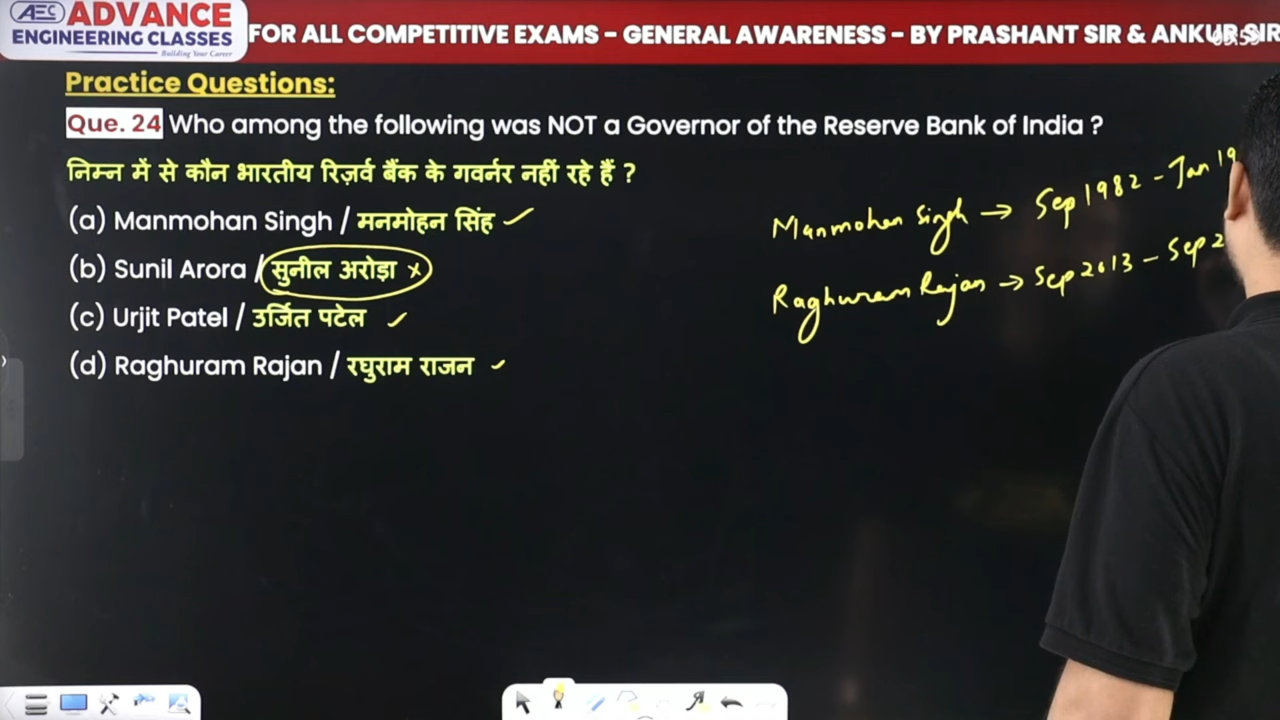 AEC ADVANCE
ENGINEERING CLASSES
Building Your Career
FOR ALL COMPETITIVE EXAMS - GENERAL AWARENESS - BY PRASHANT SIR & ANKUR SIR
Practice Questions:
Que. 24 Who among the following was NOT a Governor of the Reserve Bank of India ?
निम्न में से कौन भारतीय रिज़र्व बैंक के गवर्नर नहीं रहे हैं ?
(a) Manmohan Singh / मनमोहन सिंह
(b) Sunil Arora / सुनील अरोड़ा
(c) Urjit Patel / उर्जित पटेल
(d) Raghuram Rajan / रघुराम राजन
Manmohan Singh → Sep 1982 - Jan 19
Raghuram Rajan → Sep 2013 - Sep 2